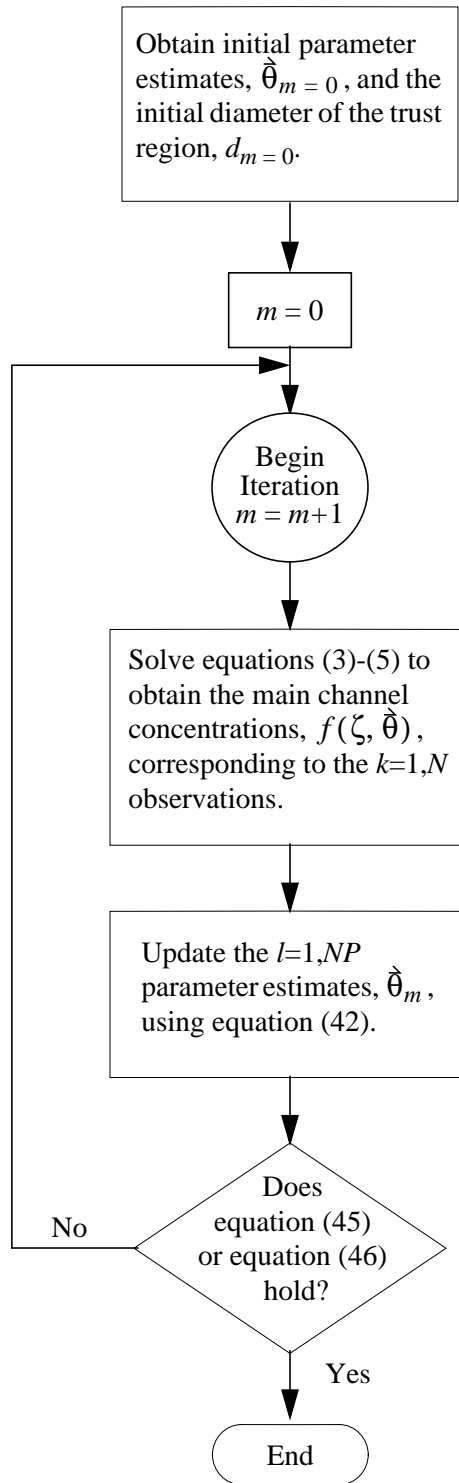 Obtain initial parameter
estimates, θ̂⃗ m = 0 , and the
initial diameter of the trust
region, d m = 0.
m = 0
Begin
Iteration
m = m+1
Solve equations (3)-(5) to
obtain the main channel
concentrations, f(ζ, θ̂⃗) ,
corresponding to the k=1,N
observations.
Update the l=1,NP
parameter estimates, θ̂⃗ m ,
using equation (42).
Does
equation (45)
or equation (46)
hold?
No
Yes
End